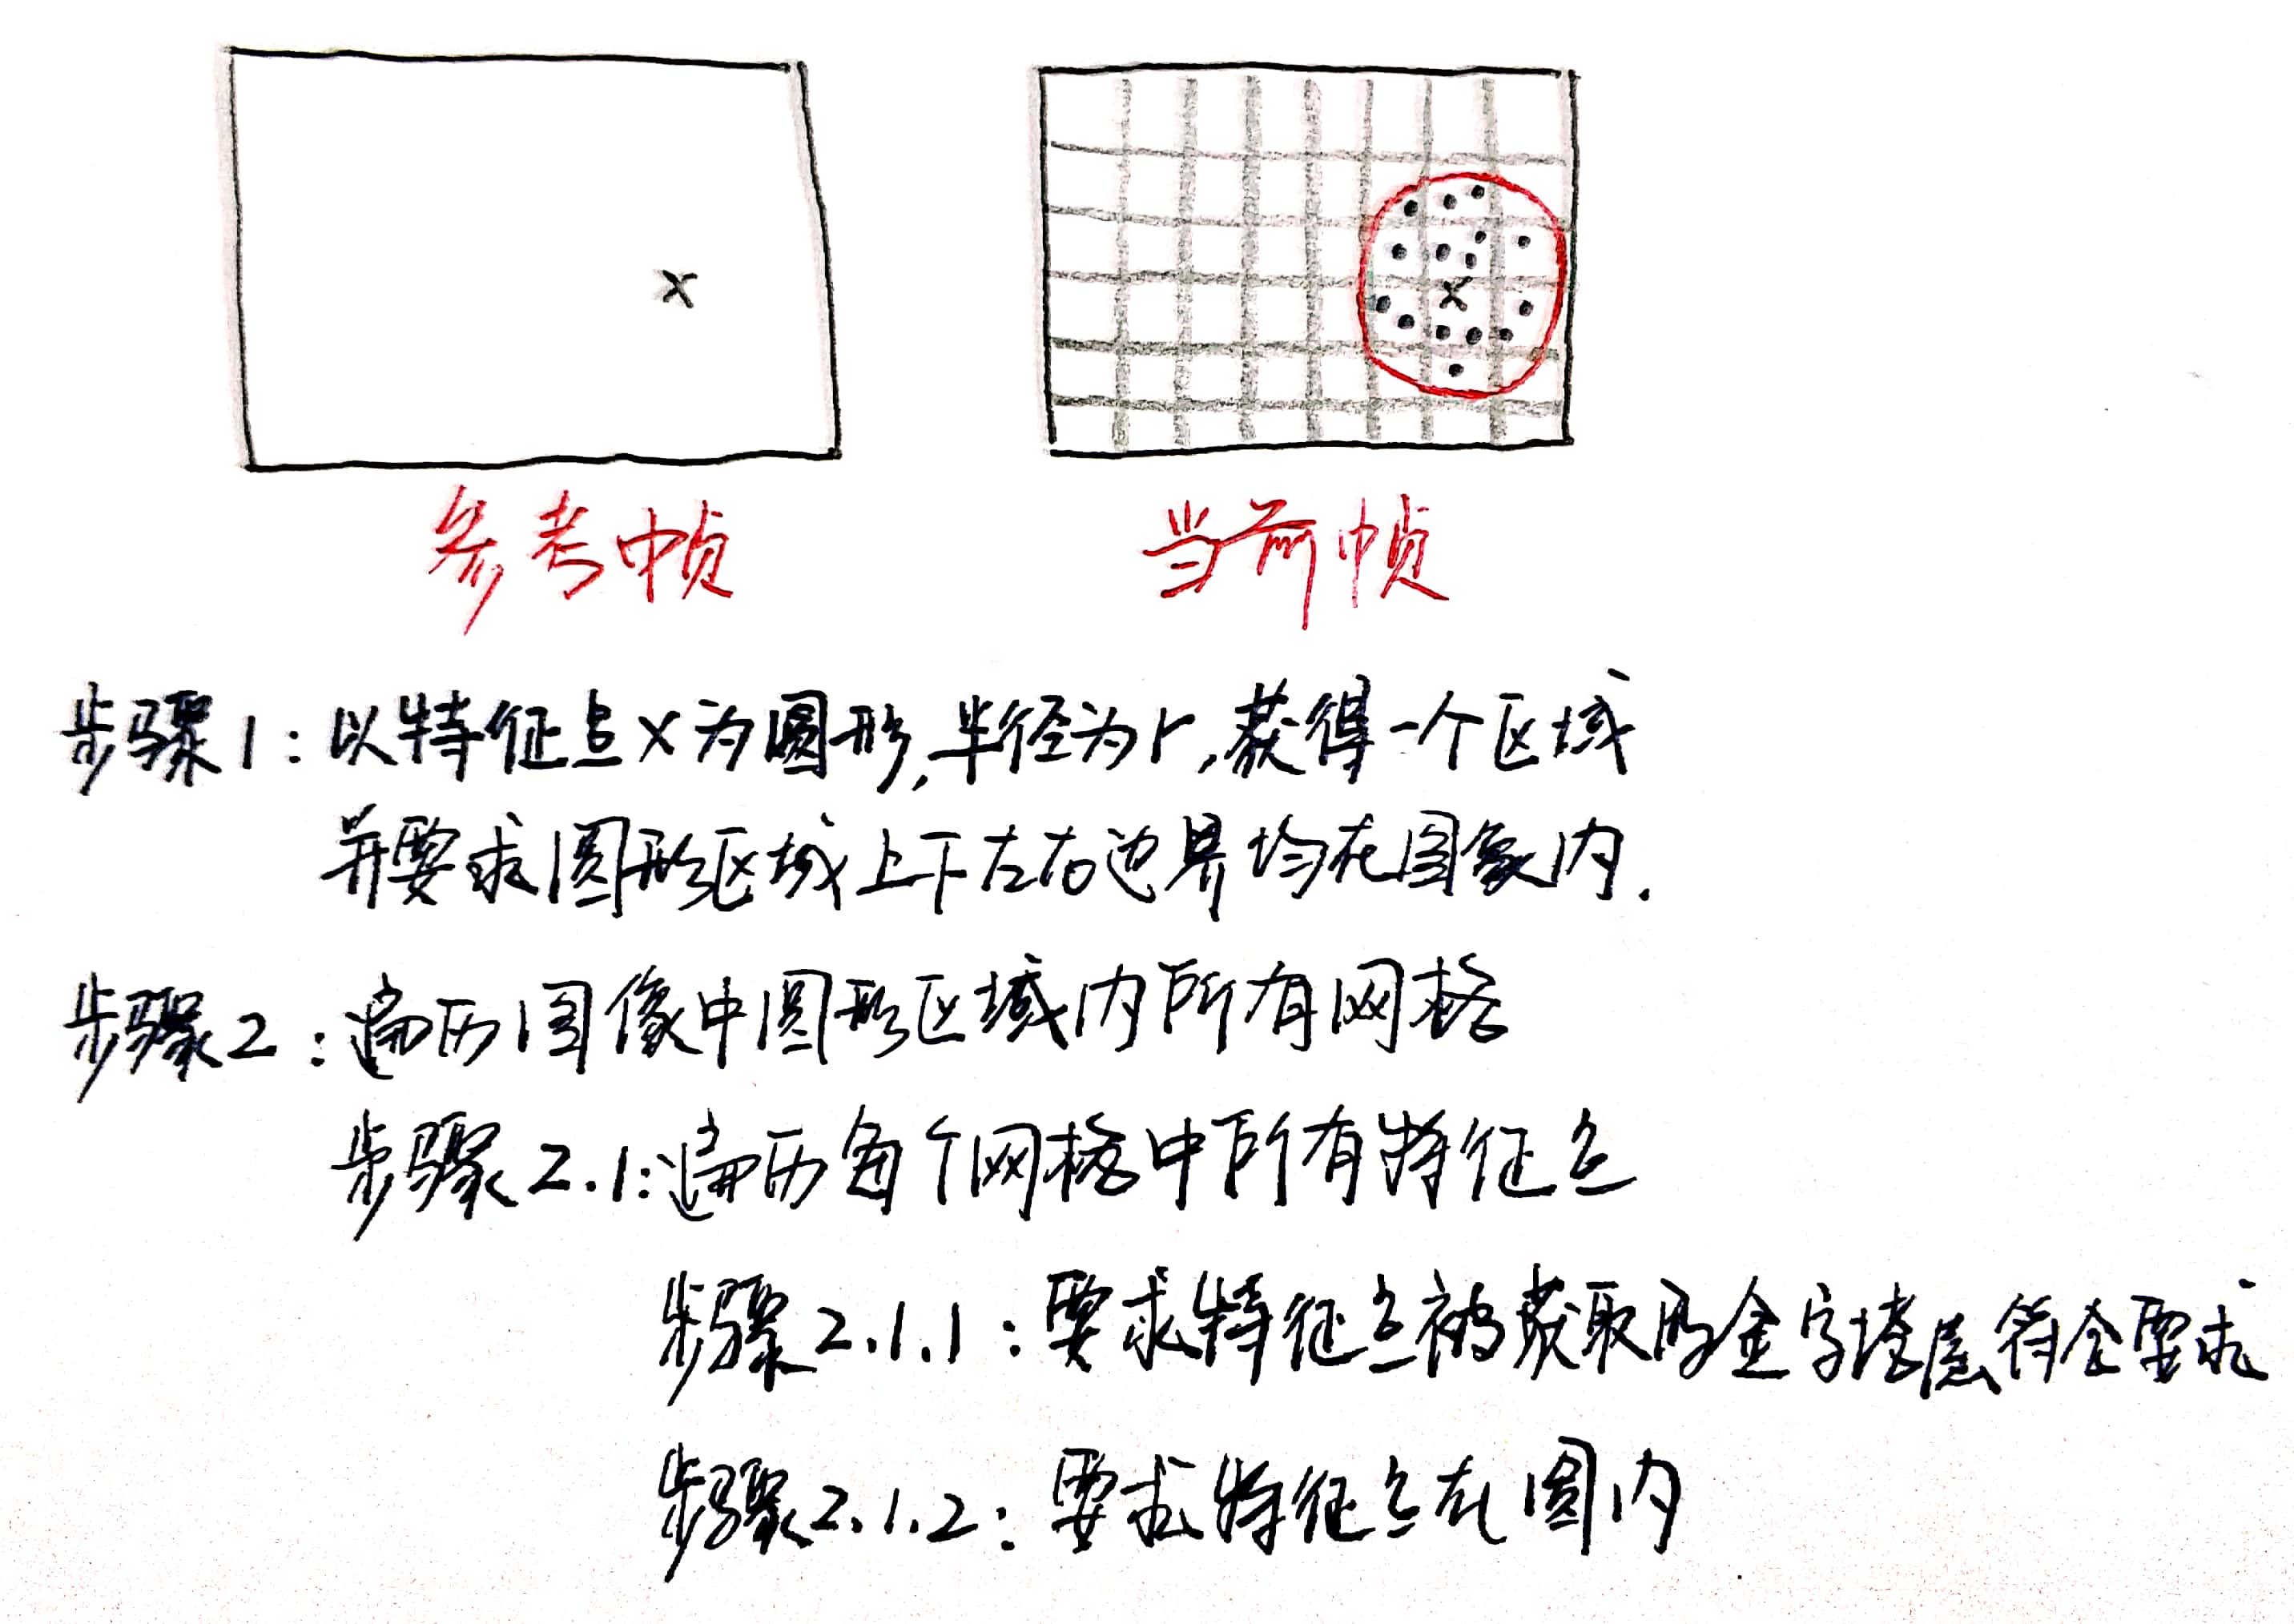 x
x
参考帧
当前帧
步骤1:以特征点x为圆形,半径为r,获得一个区域
并要求圆形区域上下左右边界均在图象内.
步骤2:遍历图像中圆形区域内所有网格
步骤2.1:遍历每个网格中所有特征点
步骤2.1.1:要求特征点被获取的金字塔层符合要求
步骤2.1.2:要求特征点在圆内